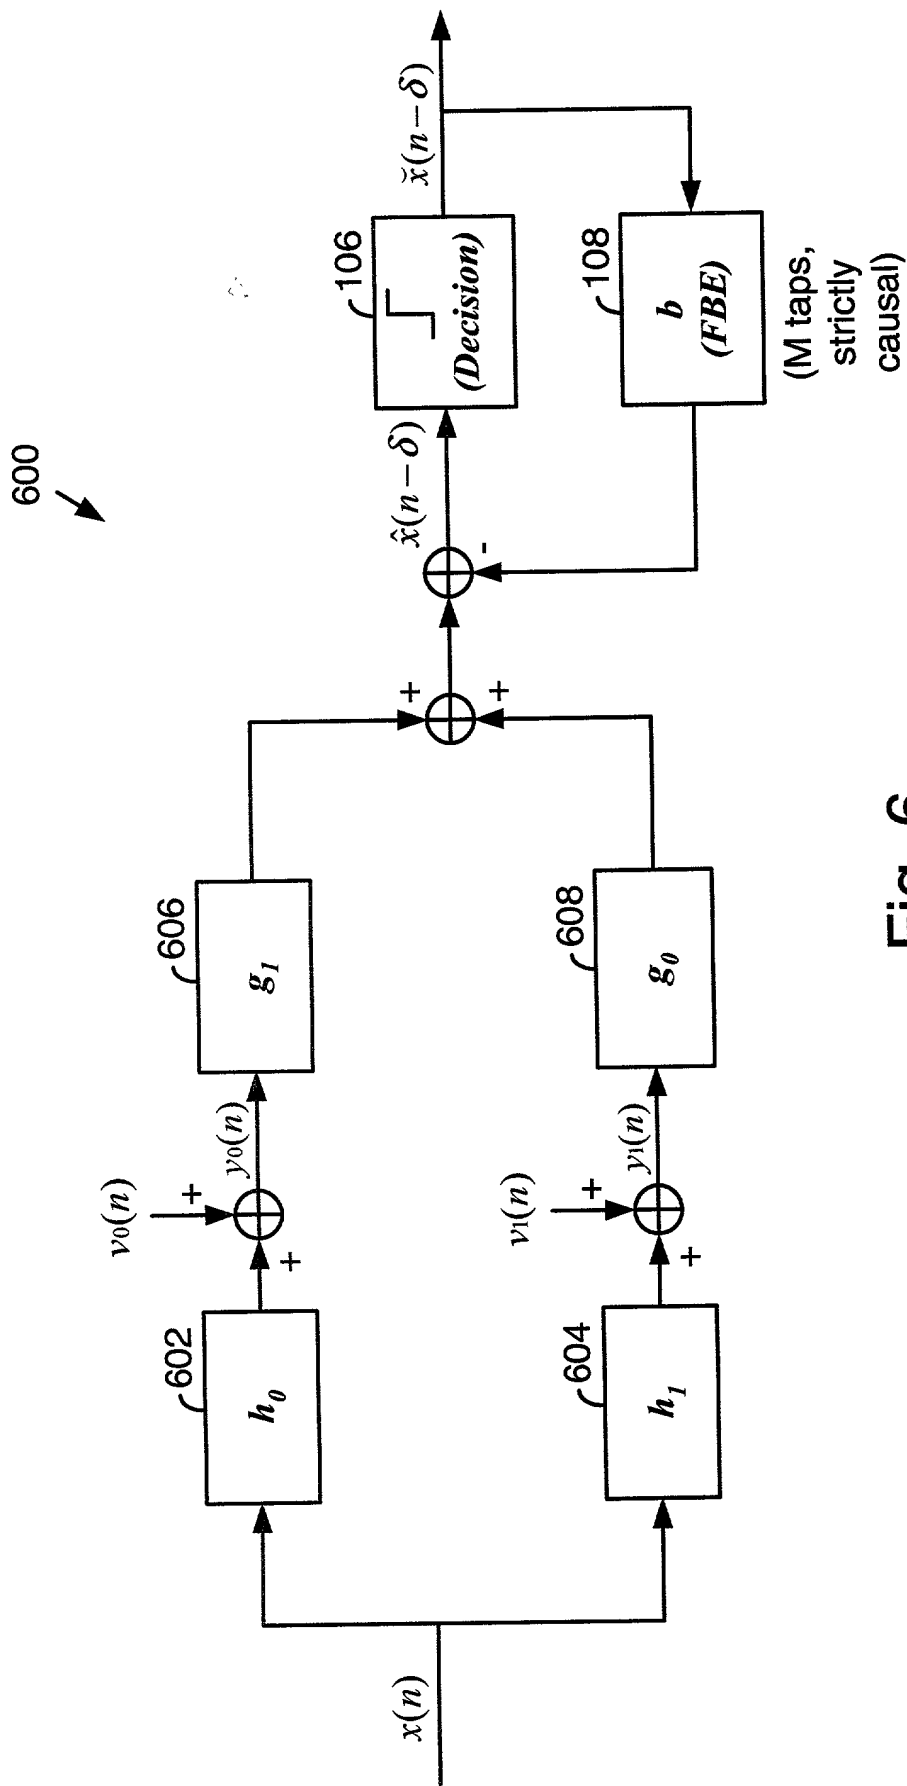 600
x(n)
602
h₀
604
h₁
v₀(n)
+
+
y₀(n)
v₁(n)
+
+
y₁(n)
606
g₁
608
g₀
+
+
-
x̂(n−δ)
106
(Decision)
x̌(n−δ)
108
b
(FBE)
(M taps,
strictly
causal)
Fig.